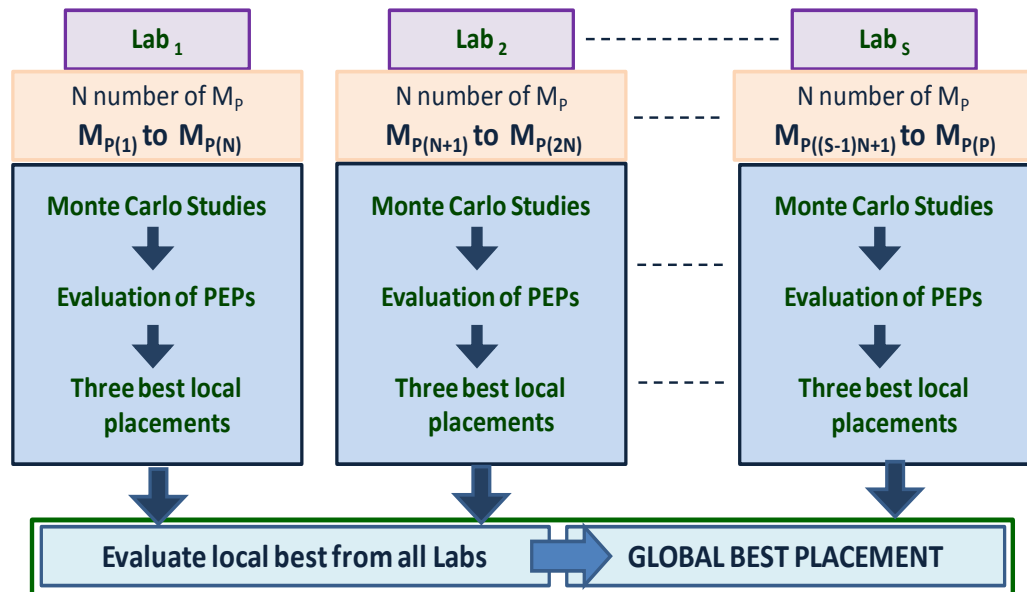 Lab 1
N number of MP
MP(1) to MP(N)
Monte Carlo Studies
Evaluation of PEPs
Three best local
placements
Lab 2
N number of MP
MP(N+1) to MP(2N)
Monte Carlo Studies
Evaluation of PEPs
Three best local
placements
Lab S
N number of MP
MP((S-1)N+1) to MP(P)
Monte Carlo Studies
Evaluation of PEPs
Three best local
placements
Evaluate local best from all Labs
GLOBAL BEST PLACEMENT